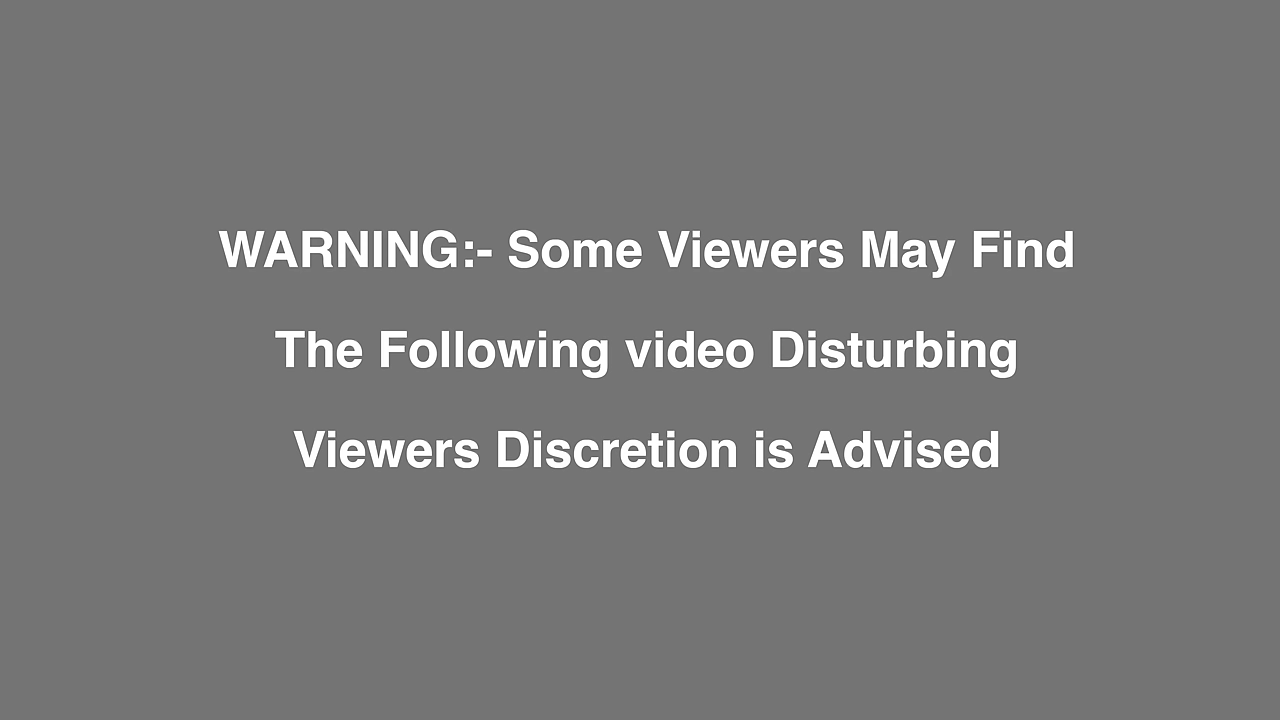 WARNING:- Some Viewers May Find
The Following video Disturbing
Viewers Discretion is Advised